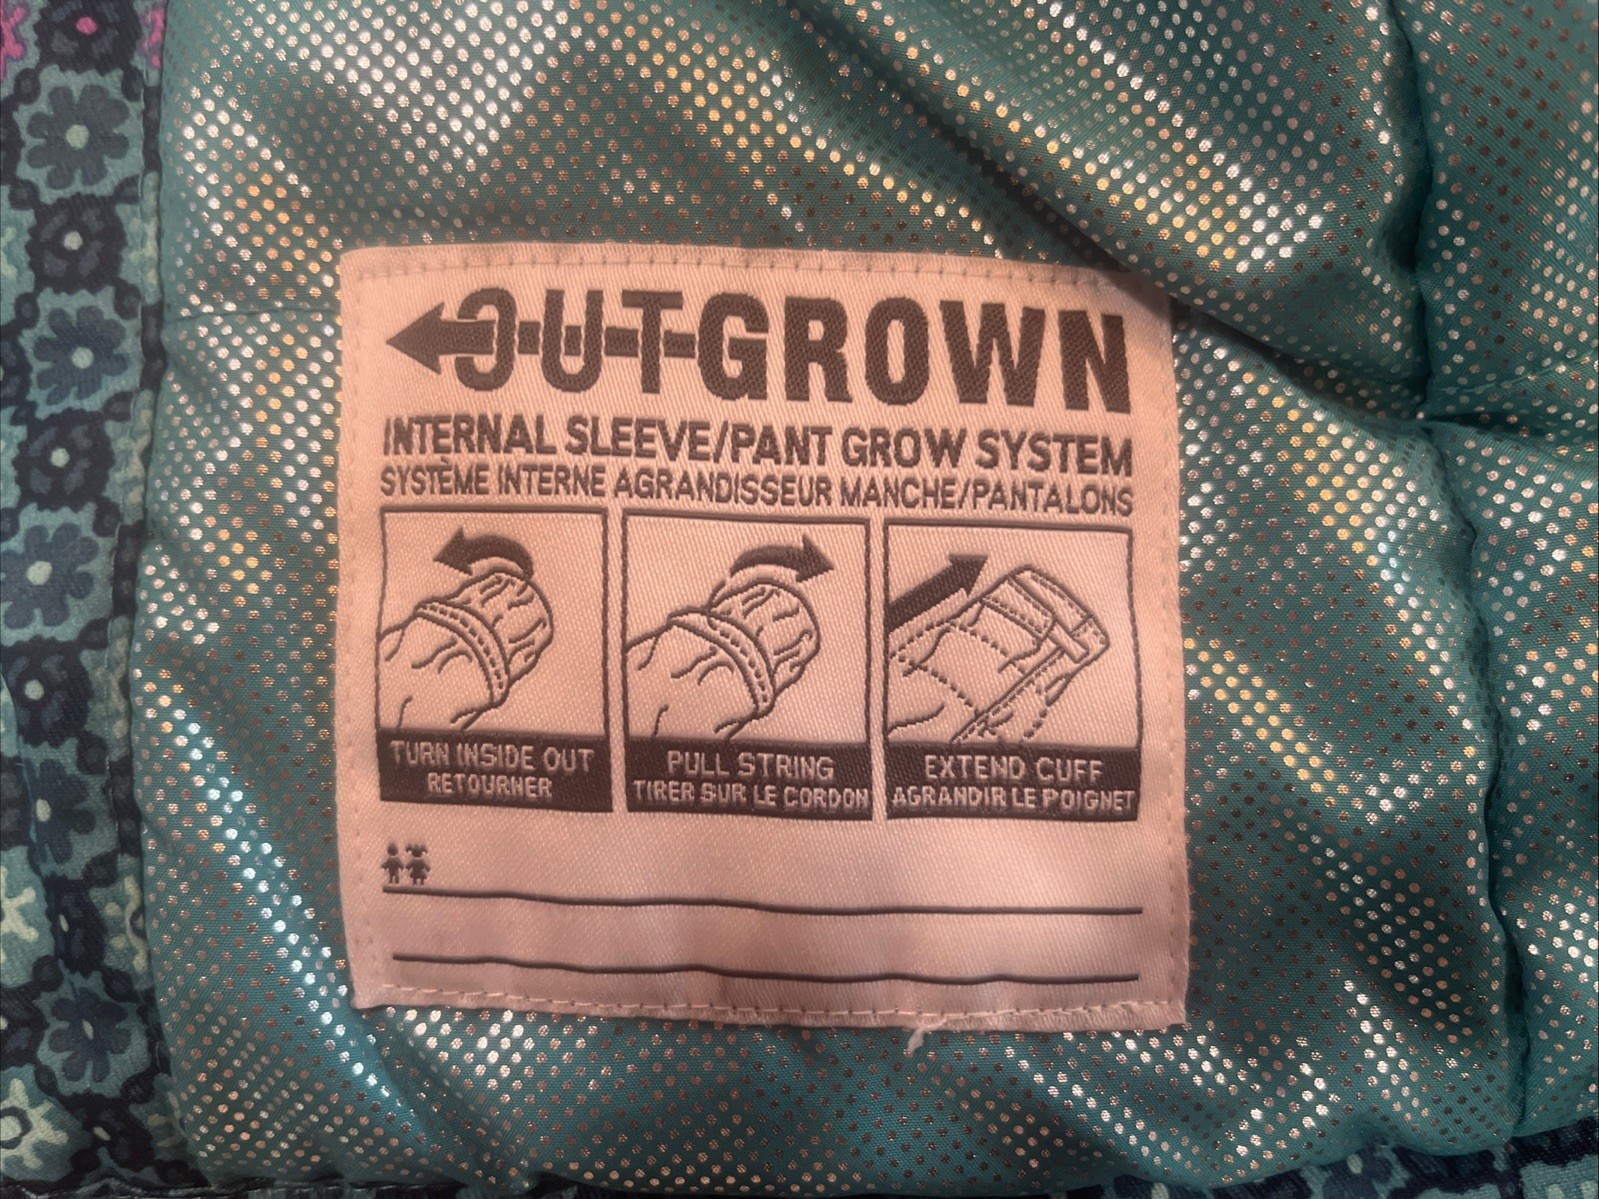 OUTGROWN
INTERNAL SLEEVE/PANT GROW SYSTEM
SYSTÈME INTERNE AGRANDISSEUR MANCHE/PANTALONS
TURN INSIDE OUT
RETOURNER
PULL STRING
TIRER SUR LE CORDON
EXTEND CUFF
AGRANDIR LE POIGNET